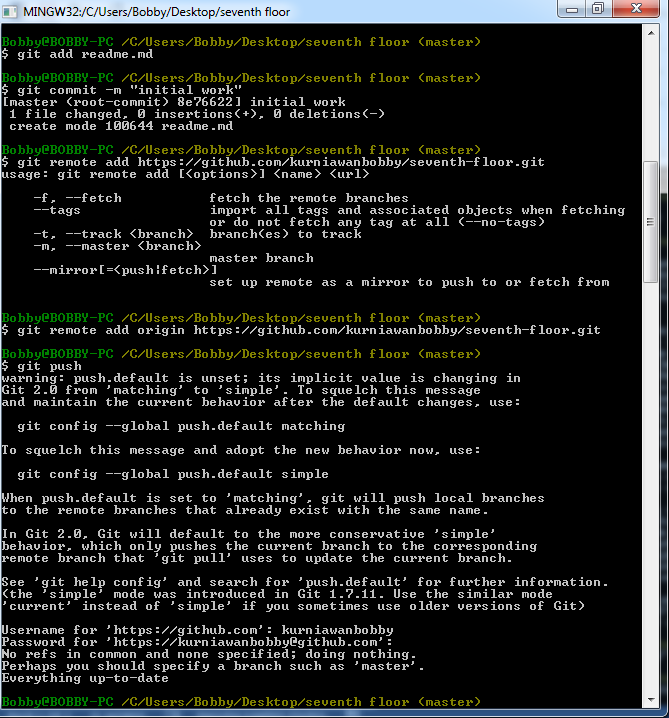 MINGW32:/C/Users/Bobby/Desktop/seventh floor
Bobby@BOBBY-PC /C/Users/Bobby/Desktop/seventh floor (master)
$ git add readme.md
Bobby@BOBBY-PC /C/Users/Bobby/Desktop/seventh floor (master)
$ git commit -m "initial work"
[master (root-commit) 8e76622] initial work
1 file changed, 0 insertions(+), 0 deletions(-)
create mode 100644 readme.md
Bobby@BOBBY-PC /C/Users/Bobby/Desktop/seventh floor (master)
$ git remote add https://github.com/kurniawanbobby/seventh-floor.git
usage: git remote add [<options>] <name> <url>
-f, --fetch fetch the remote branches
--tags import all tags and associated objects when fetching
or do not fetch any tag at all (--no-tags)
-t, --track <branch> branch(es) to track
-m, --master <branch>
master branch
--mirror[=<push|fetch>]
set up remote as a mirror to push to or fetch from
Bobby@BOBBY-PC /C/Users/Bobby/Desktop/seventh floor (master)
$ git remote add origin https://github.com/kurniawanbobby/seventh-floor.git
Bobby@BOBBY-PC /C/Users/Bobby/Desktop/seventh floor (master)
$ git push
warning: push.default is unset; its implicit value is changing in
Git 2.0 from 'matching' to 'simple'. To squelch this message
and maintain the current behavior after the default changes, use:
git config --global push.default matching
To squelch this message and adopt the new behavior now, use:
git config --global push.default simple
When push.default is set to 'matching', git will push local branches
to the remote branches that already exist with the same name.
In Git 2.0, Git will default to the more conservative 'simple'
behavior, which only pushes the current branch to the corresponding
remote branch that 'git pull' uses to update the current branch.
See 'git help config' and search for 'push.default' for further information.
(the 'simple' mode was introduced in Git 1.7.11. Use the similar mode
'current' instead of 'simple' if you sometimes use older versions of Git)
Username for 'https://github.com': kurniawanbobby
Password for 'https://kurniawanbobby@github.com':
No refs in common and none specified; doing nothing.
Perhaps you should specify a branch such as 'master'.
Everything up-to-date
Bobby@BOBBY-PC /C/Users/Bobby/Desktop/seventh floor (master)